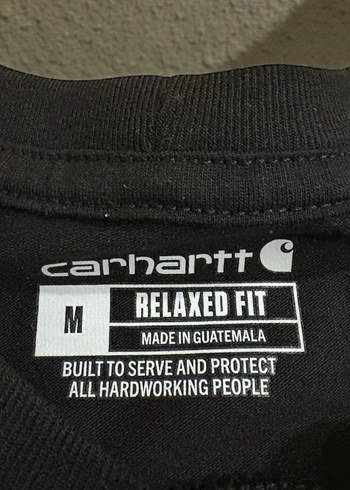 carhartt
M
RELAXED FIT
MADE IN GUATEMALA
BUILT TO SERVE AND PROTECT
ALL HARDWORKING PEOPLE